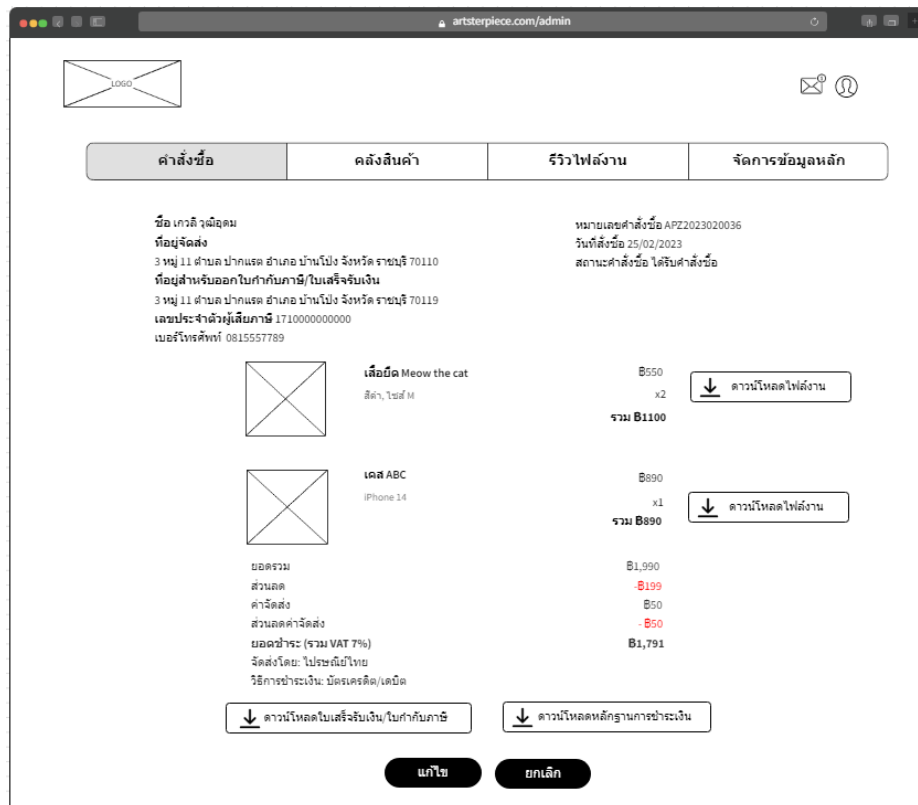 artsterpiece.com/admin
LOGO
คำสั่งซื้อ
คลังสินค้า
รีวิวไฟล์งาน
จัดการข้อมูลหลัก
ชื่อ เกวลิ วุฒิอุดม
ที่อยู่จัดส่ง
3 หมู่ 11 ตำบล ปากแรต อำเภอ บ้านโป่ง จังหวัด ราชบุรี 70110
ที่อยู่สำหรับออกใบกำกับภาษี/ใบเสร็จรับเงิน
3 หมู่ 11 ตำบล ปากแรต อำเภอ บ้านโป่ง จังหวัด ราชบุรี 70119
เลขประจำตัวผู้เสียภาษี 1710000000000
เบอร์โทรศัพท์ 0815557789
หมายเลขคำสั่งซื้อ APZ2023020036
วันที่สั่งซื้อ 25/02/2023
สถานะคำสั่งซื้อ ได้รับคำสั่งซื้อ
เสื้อยืด Meow the cat
สีดำ, ไซส์ M
฿550
x2
รวม ฿1100
ดาวน์โหลดไฟล์งาน
เคส ABC
iPhone 14
฿890
x1
รวม ฿890
ดาวน์โหลดไฟล์งาน
ยอดรวม ฿1,990
ส่วนลด -฿199
ค่าจัดส่ง ฿50
ส่วนลดค่าจัดส่ง - ฿50
ยอดชำระ (รวม VAT 7%) ฿1,791
จัดส่งโดย: ไปรษณีย์ไทย
วิธีการชำระเงิน: บัตรเครดิต/เดบิต
ดาวน์โหลดใบเสร็จรับเงิน/ใบกำกับภาษี
ดาวน์โหลดหลักฐานการชำระเงิน
แก้ไข
ยกเลิก